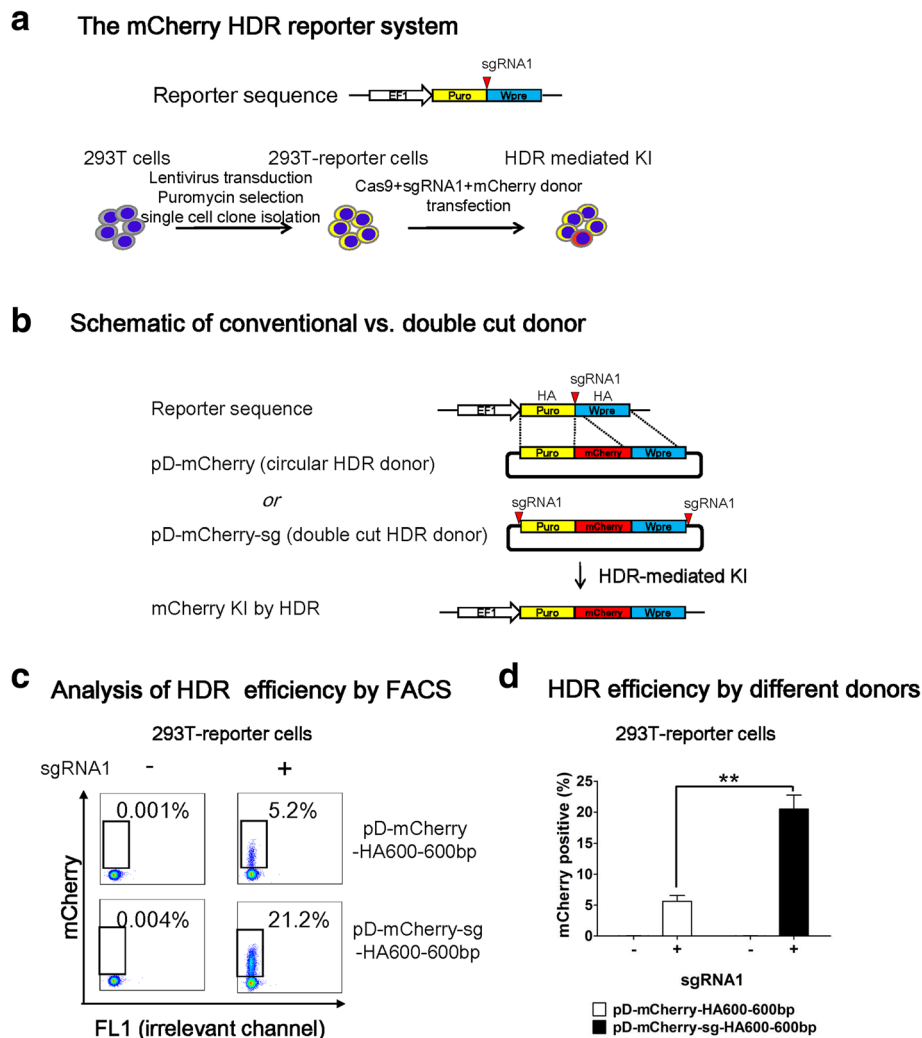 a The mCherry HDR reporter system
sgRNA1
Reporter sequence
EF1 Puro Wpre
293T cells 293T-reporter cells HDR mediated KI
Lentivirus transduction
Puromycin selection
single cell clone isolation
Cas9+sgRNA1+mCherry donor
transfection
b Schematic of conventional vs. double cut donor
sgRNA1
HA HA
Reporter sequence
EF1 Puro Wpre
pD-mCherry (circular HDR donor)
Puro mCherry Wpre
or
sgRNA1 sgRNA1
pD-mCherry-sg (double cut HDR donor)
Puro mCherry Wpre
HDR-mediated KI
mCherry KI by HDR
EF1 Puro mCherry Wpre
c Analysis of HDR efficiency by FACS
293T-reporter cells
sgRNA1 - +
0.001% 5.2%
pD-mCherry
-HA600-600bp
0.004% 21.2%
pD-mCherry-sg
-HA600-600bp
mCherry
FL1 (irrelevant channel)
d HDR efficiency by different donors
293T-reporter cells
**
mCherry positive (%)
25
20
15
10
5
0
- + - +
sgRNA1
pD-mCherry-HA600-600bp
pD-mCherry-sg-HA600-600bp